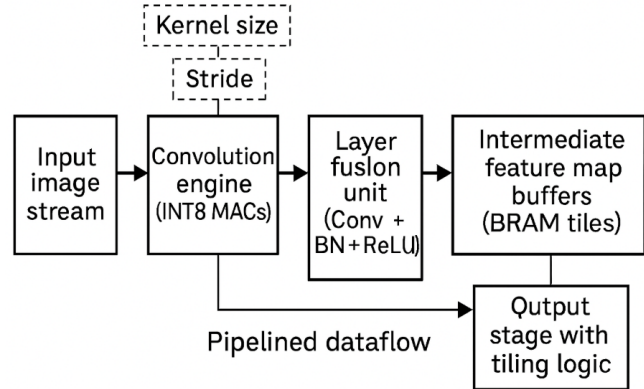 Kernel size
Stride
Input
image
stream
Convolution
engine
(INT8 MACs)
Layer
fuslon
unit
(Conv +
BN+ReLU)
Intermediate
feature map
buffers
(BRAM tiles)
Pipelined dataflow
Qutput
stage with
tiling logic